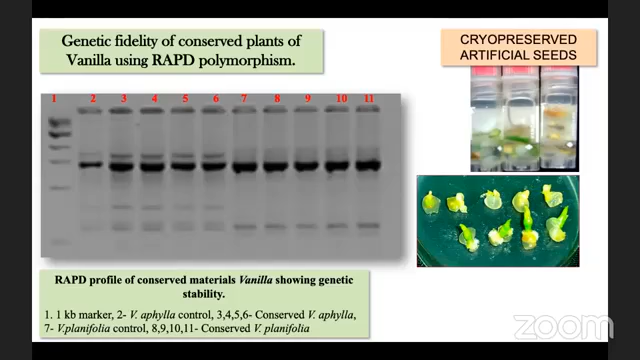 Genetic fidelity of conserved plants of
Vanilla using RAPD polymorphism.
CRYOPRESERVED
ARTIFICIAL SEEDS
1 2 3 4 5 6 7 8 9 10 11
RAPD profile of conserved materials Vanilla showing genetic
stability.
1. 1 kb marker, 2- V. aphylla control, 3,4,5,6- Conserved V. aphylla,
7- V.planifolia control, 8,9,10,11- Conserved V. planifolia
zoom